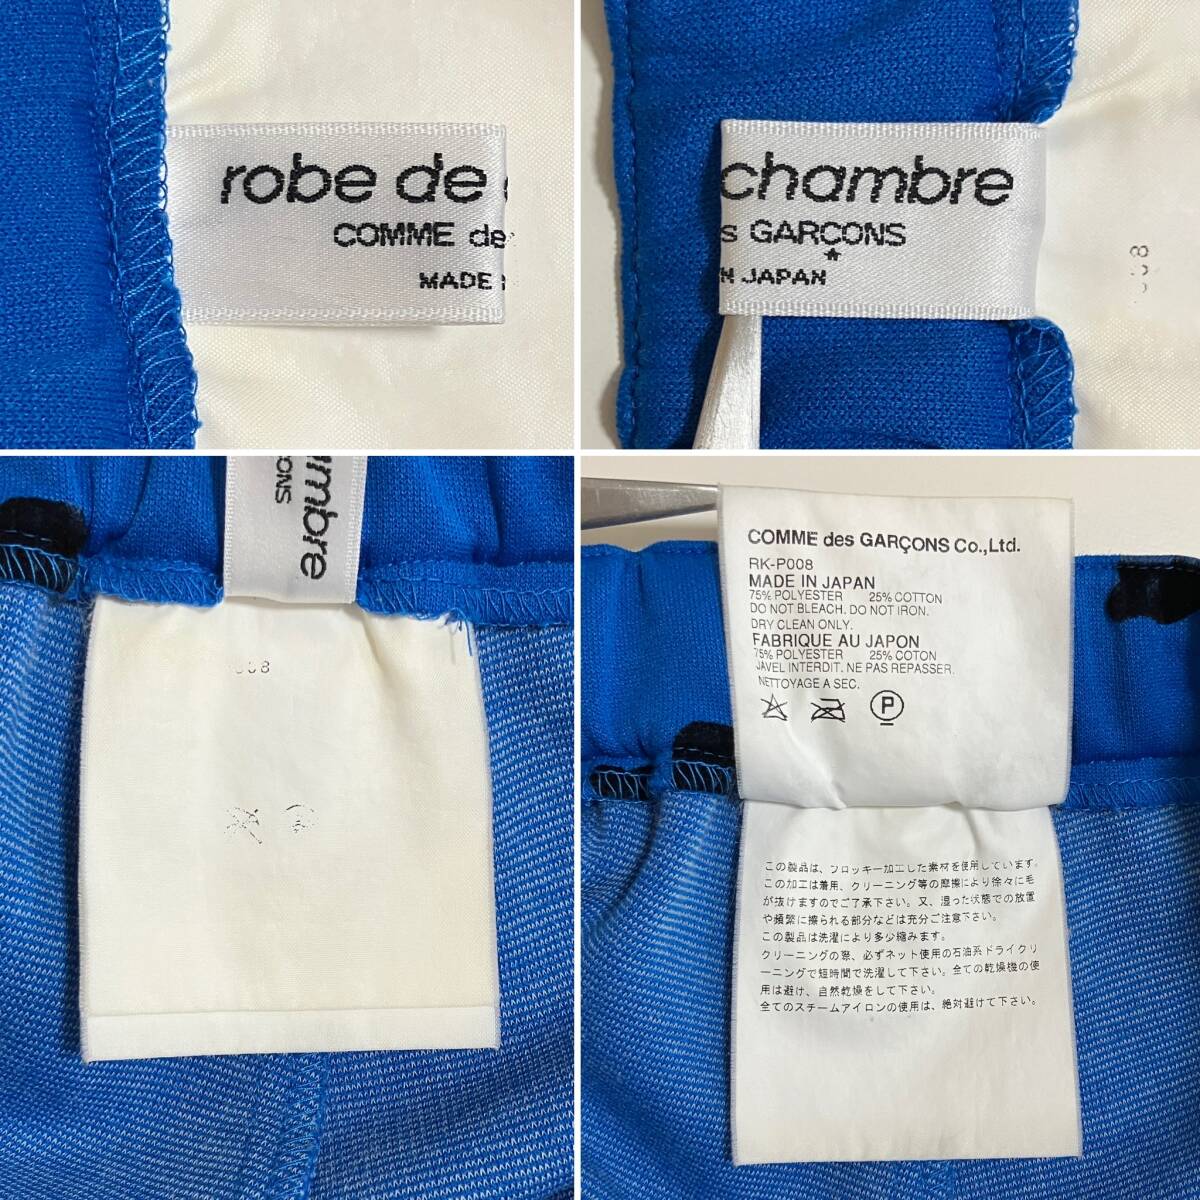 robe de
COMME de
MADE
chambre
s GARÇONS
N JAPAN
08
mbre
ONS
08
COMME des GARÇONS Co.,Ltd.
RK-P008
MADE IN JAPAN
75% POLYESTER 25% COTTON
DO NOT BLEACH. DO NOT IRON.
DRY CLEAN ONLY.
FABRIQUE AU JAPON
75% POLYESTER 25% COTON
JAVEL INTERDIT. NE PAS REPASSER.
NETTOYAGE A SEC.
P
この製品は、フロッキー加工した素材を使用しています。
この加工は着用、クリーニング等の摩擦により徐々に毛
が抜けますのでご了承下さい。又、湿った状態での放置
や頻繁に擦られる部分などは充分ご注意下さい。
この製品は洗濯により多少縮みます。
クリーニングの際、必ずネット使用の石油系ドライクリ
ーニングで短時間で洗濯して下さい。全ての乾燥機の使
用は避け、自然乾燥をして下さい。
全てのスチームアイロンの使用は、絶対避けて下さい。